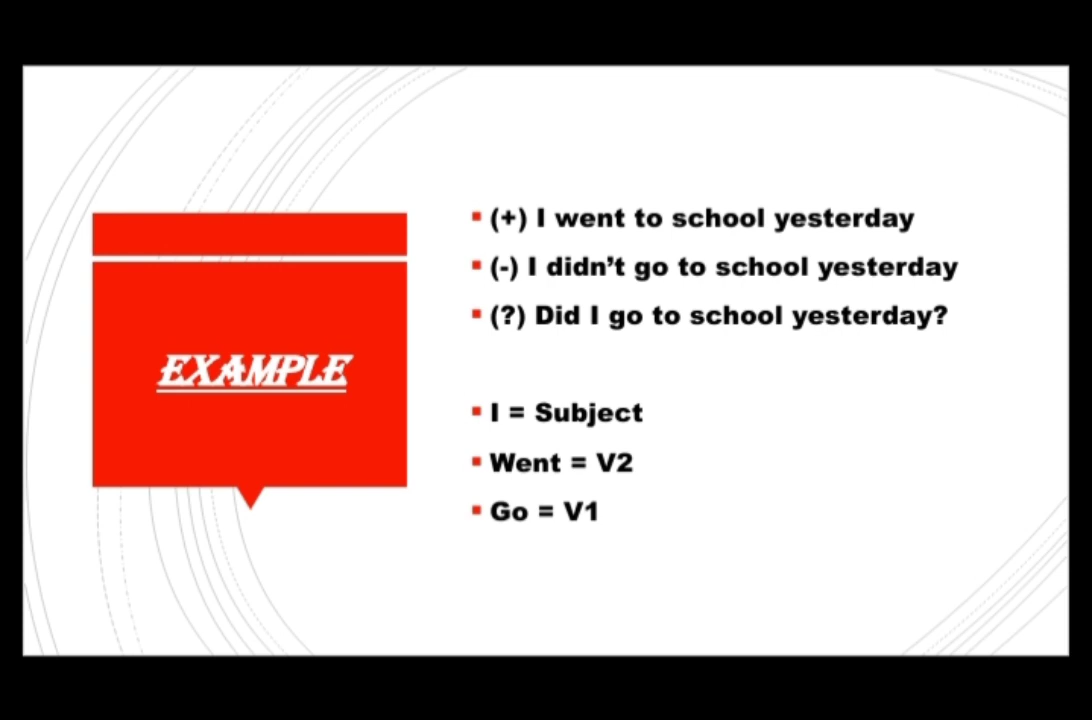 EXAMPLE
(+) I went to school yesterday
(-) I didn’t go to school yesterday
(?) Did I go to school yesterday?
I = Subject
Went = V2
Go = V1